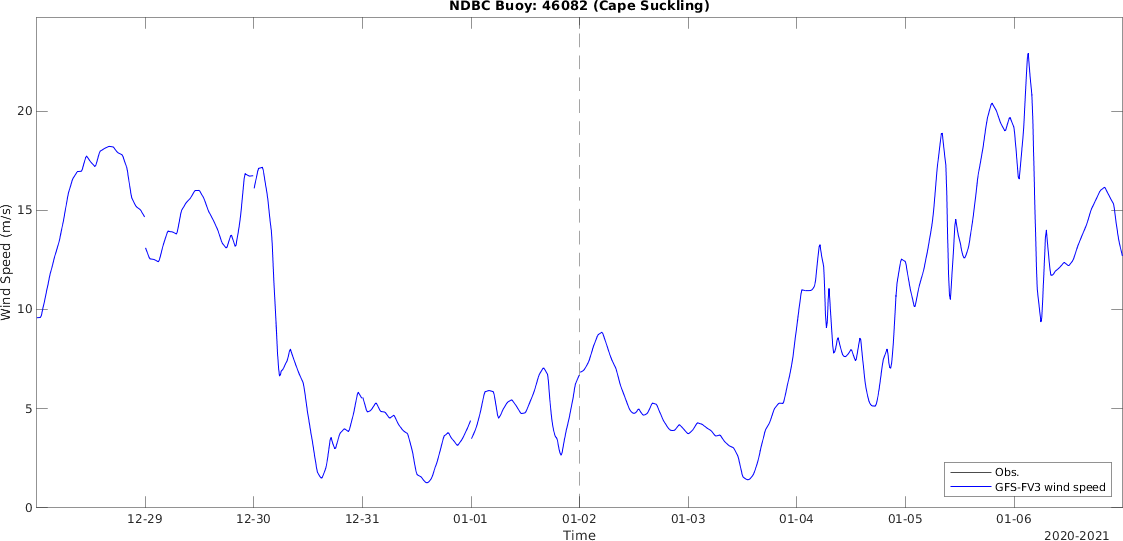 NDBC Buoy: 46082 (Cape Suckling)
Wind Speed (m/s)
20
15
10
5
0
12-29 12-30 12-31 01-01 01-02 01-03 01-04 01-05 01-06
Time
2020-2021
Obs.
GFS-FV3 wind speed